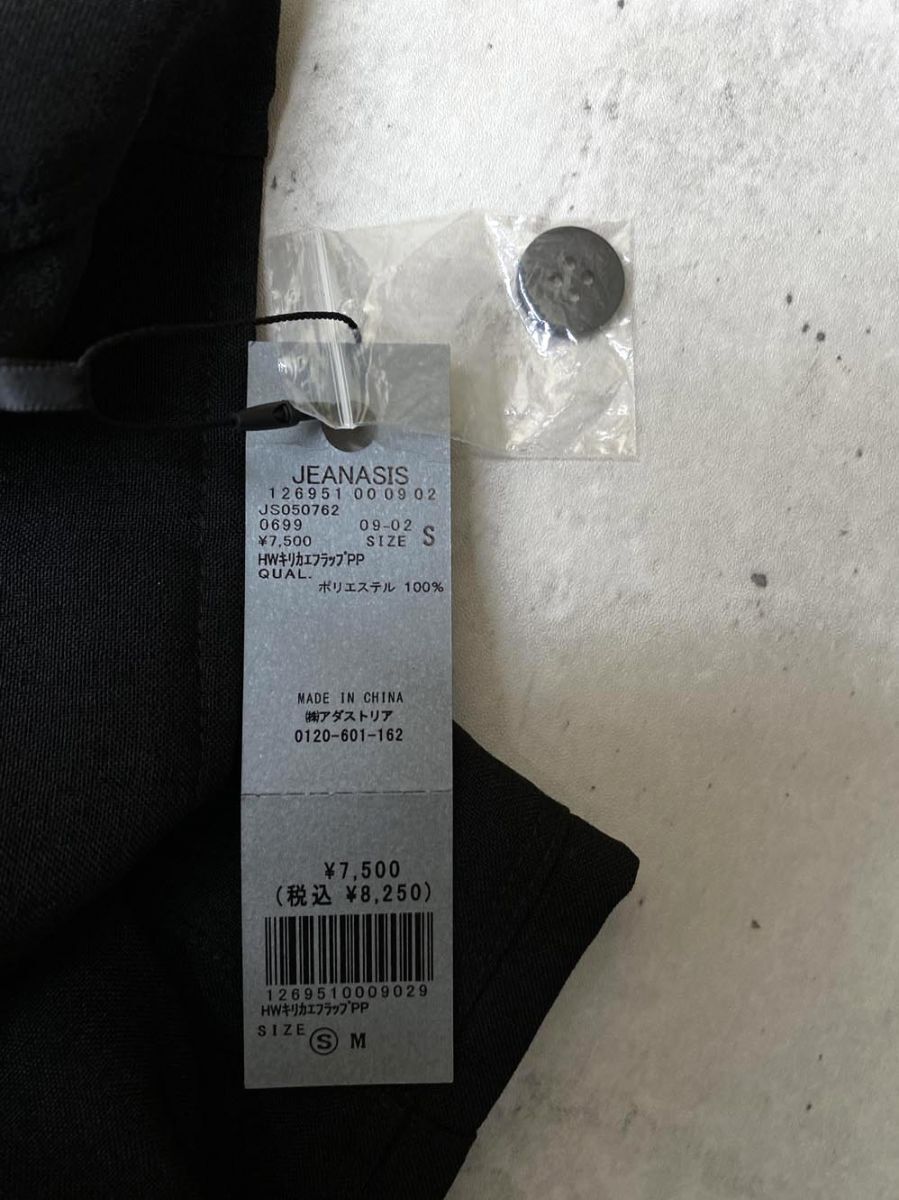 JEANASIS
126951 00 09 02
JS050762
0699 09-02
¥7,500 SIZE S
HWキリカエフラップPP
QUAL.
ポリエステル 100%
MADE IN CHINA
㈱アダストリア
0120-601-162
¥7,500
(税込 ¥8,250)
1269510009029
HWキリカエフラップPP
SIZE
Ⓢ M